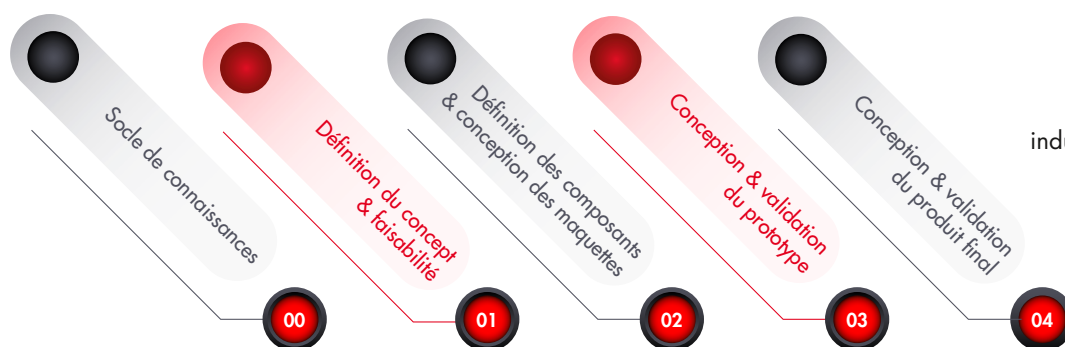 Socle de connaissances
Définition du concept
& faisabilité
Définition des composants
& conception des maquettes
Conception & validation
du prototype
Conception & validation
du produit final
00
01
02
03
04